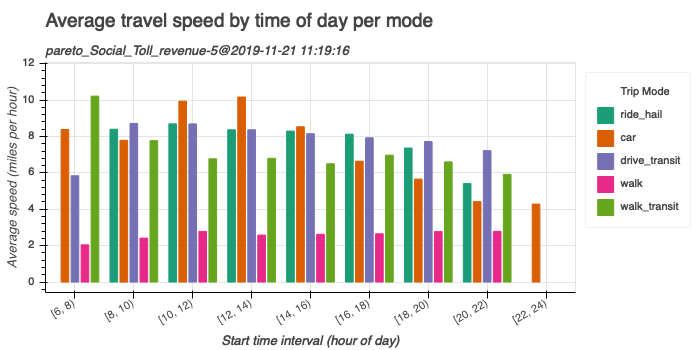 Average travel speed by time of day per mode
pareto_Social_Toll_revenue-5@2019-11-21 11:19:16
Average speed (miles per hour)
12
10
8
6
4
2
0
[6, 8)
[8, 10)
[10, 12)
[12, 14)
[14, 16)
[16, 18)
[18, 20)
[20, 22)
[22, 24)
Start time interval (hour of day)
Trip Mode
ride_hail
car
drive_transit
walk
walk_transit